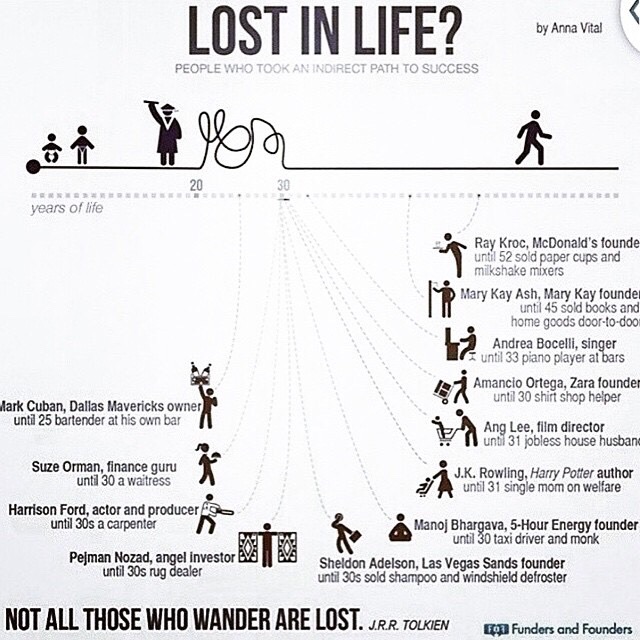 LOST IN LIFE?
by Anna Vital
PEOPLE WHO TOOK AN INDIRECT PATH TO SUCCESS
20
30
years of life
Ray Kroc, McDonald's founde
until 52 sold paper cups and
milkshake mixers
Mary Kay Ash, Mary Kay founder
until 45 sold books and
home goods door-to-doo
Andrea Bocelli, singer
until 33 piano player at bars
Amancio Ortega, Zara founder
until 30 shirt shop helper
Ang Lee, film director
until 31 jobless house husban
J.K. Rowling, Harry Potter author
until 31 single mom on welfare
Manoj Bhargava, 5-Hour Energy founder
until 30 taxi driver and monk
Sheldon Adelson, Las Vegas Sands founder
until 30s sold shampoo and windshield defroster
Mark Cuban, Dallas Mavericks owner
until 25 bartender at his own bar
Suze Orman, finance guru
until 30 a waitress
Harrison Ford, actor and producer
until 30s a carpenter
Pejman Nozad, angel investor
until 30s rug dealer
NOT ALL THOSE WHO WANDER ARE LOST. J.R.R. TOLKIEN
Funders and Founders